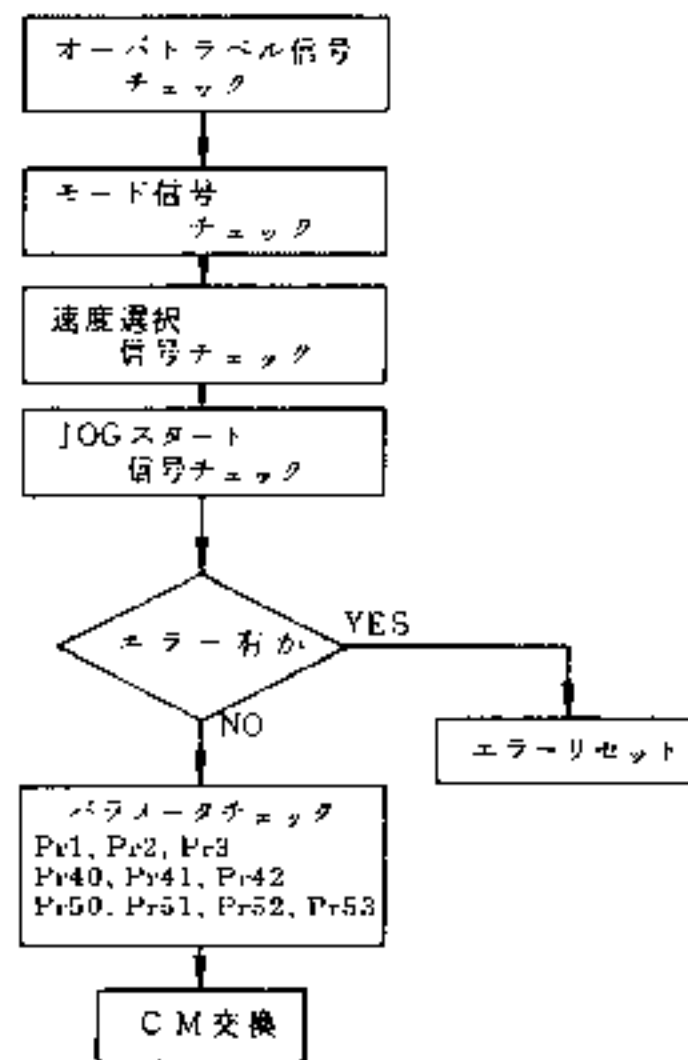 オーバトラベル信号
チェック
モード信号
チェック
速度選択
信号チェック
JOGスタート
信号チェック
エラー有か
YES
NO
エラーリセット
パラメータチェック
Pr1, Pr2, Pr3
Pr40, Pr41, Pr42
Pr50, Pr51, Pr52, Pr53
CM交換